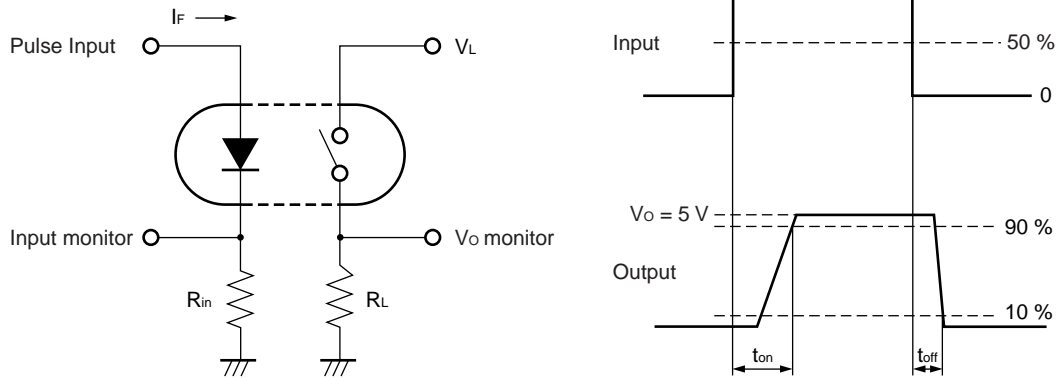 IF
Pulse Input
VL
Input monitor
VO monitor
Rin
RL
Input
50 %
0
VO = 5 V
90 %
Output
10 %
ton
toff